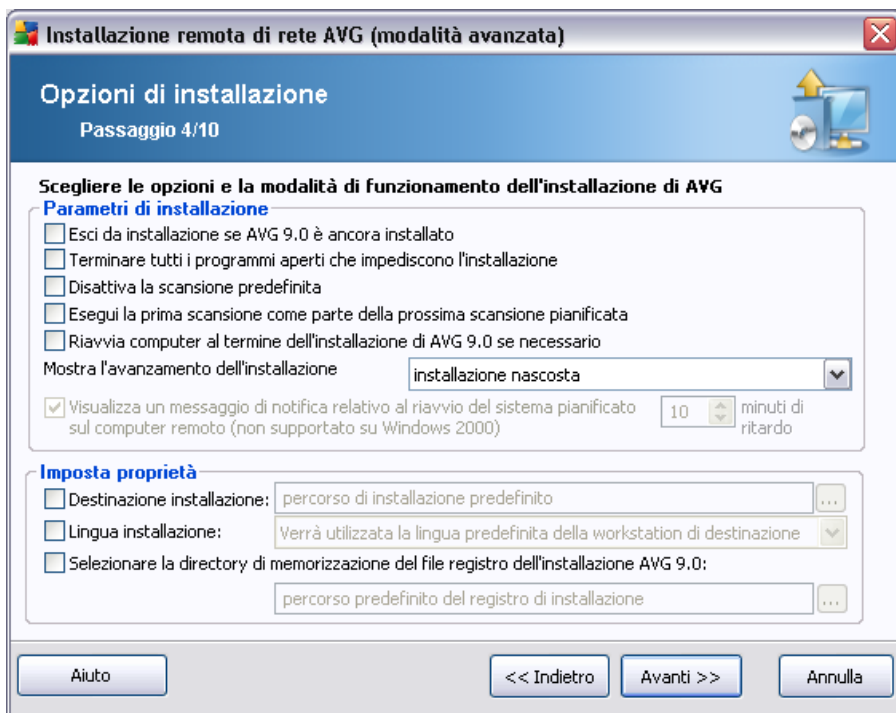 Installazione remota di rete AVG (modalità avanzata)
Opzioni di installazione
Passaggio 4/10
Scegliere le opzioni e la modalità di funzionamento dell'installazione di AVG
Parametri di installazione
Esci da installazione se AVG 9.0 è ancora installato
Terminare tutti i programmi aperti che impediscono l'installazione
Disattiva la scansione predefinita
Esegui la prima scansione come parte della prossima scansione pianificata
Riavvia computer al termine dell'installazione di AVG 9.0 se necessario
Mostra l'avanzamento dell'installazione
installazione nascosta
Visualizza un messaggio di notifica relativo al riavvio del sistema pianificato
sul computer remoto (non supportato su Windows 2000)
10
minuti di
ritardo
Imposta proprietà
Destinazione installazione:
percorso di installazione predefinito
...
Lingua installazione:
Verrà utilizzata la lingua predefinita della workstation di destinazione
Selezionare la directory di memorizzazione del file registro dell'installazione AVG 9.0:
percorso predefinito del registro di installazione
...
Aiuto
<< Indietro
Avanti >>
Annulla